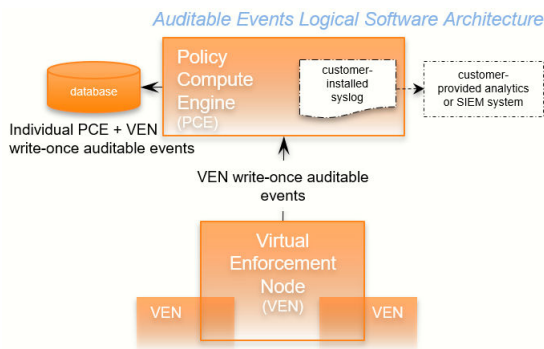 Auditable Events Logical Software Architecture
Policy
Compute
Engine
(PCE)
customer-
installed
syslog
customer-
provided analytics
or SIEM system
database
Individual PCE + VEN
write-once auditable events
VEN write-once auditable
events
Virtual
Enforcement
Node
(VEN)
VEN
VEN